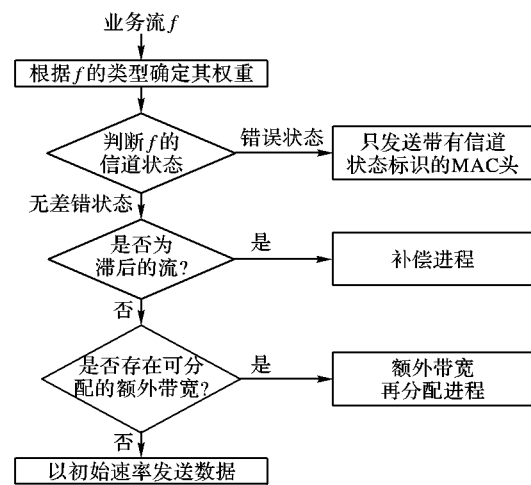 业务流f
根据f的类型确定其权重
判断f的
信道状态
错误状态
只发送带有信道
状态标识的MAC头
无差错状态
是否为
滞后的流?
是
补偿进程
否
是否存在可分
配的额外带宽?
是
额外带宽
再分配进程
否
以初始速率发送数据